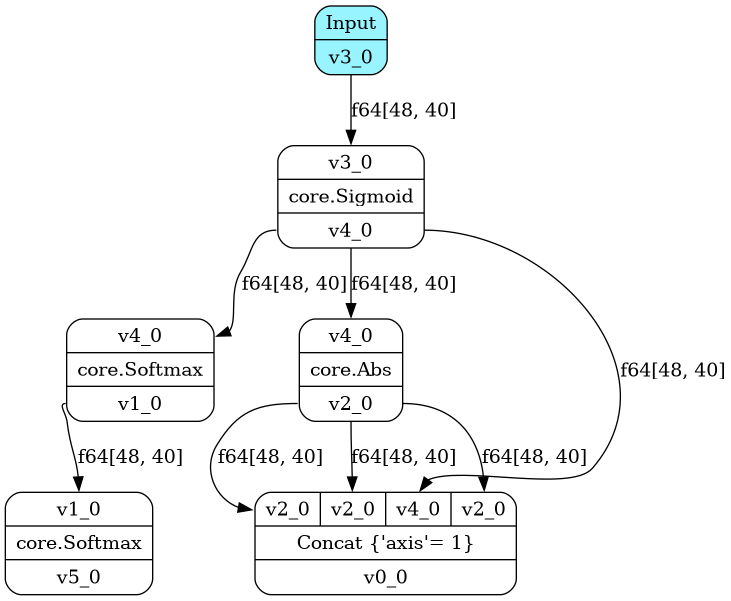 Input
v3_0
f64[48, 40]
v3_0
core.Sigmoid
v4_0
f64[48, 40]
f64[48, 40]
f64[48, 40]
v4_0
core.Softmax
v1_0
v4_0
core.Abs
v2_0
f64[48, 40]
f64[48, 40]
f64[48, 40]
f64[48, 40]
v1_0
core.Softmax
v5_0
v2_0 v2_0 v4_0 v2_0
Concat {'axis'= 1}
v0_0